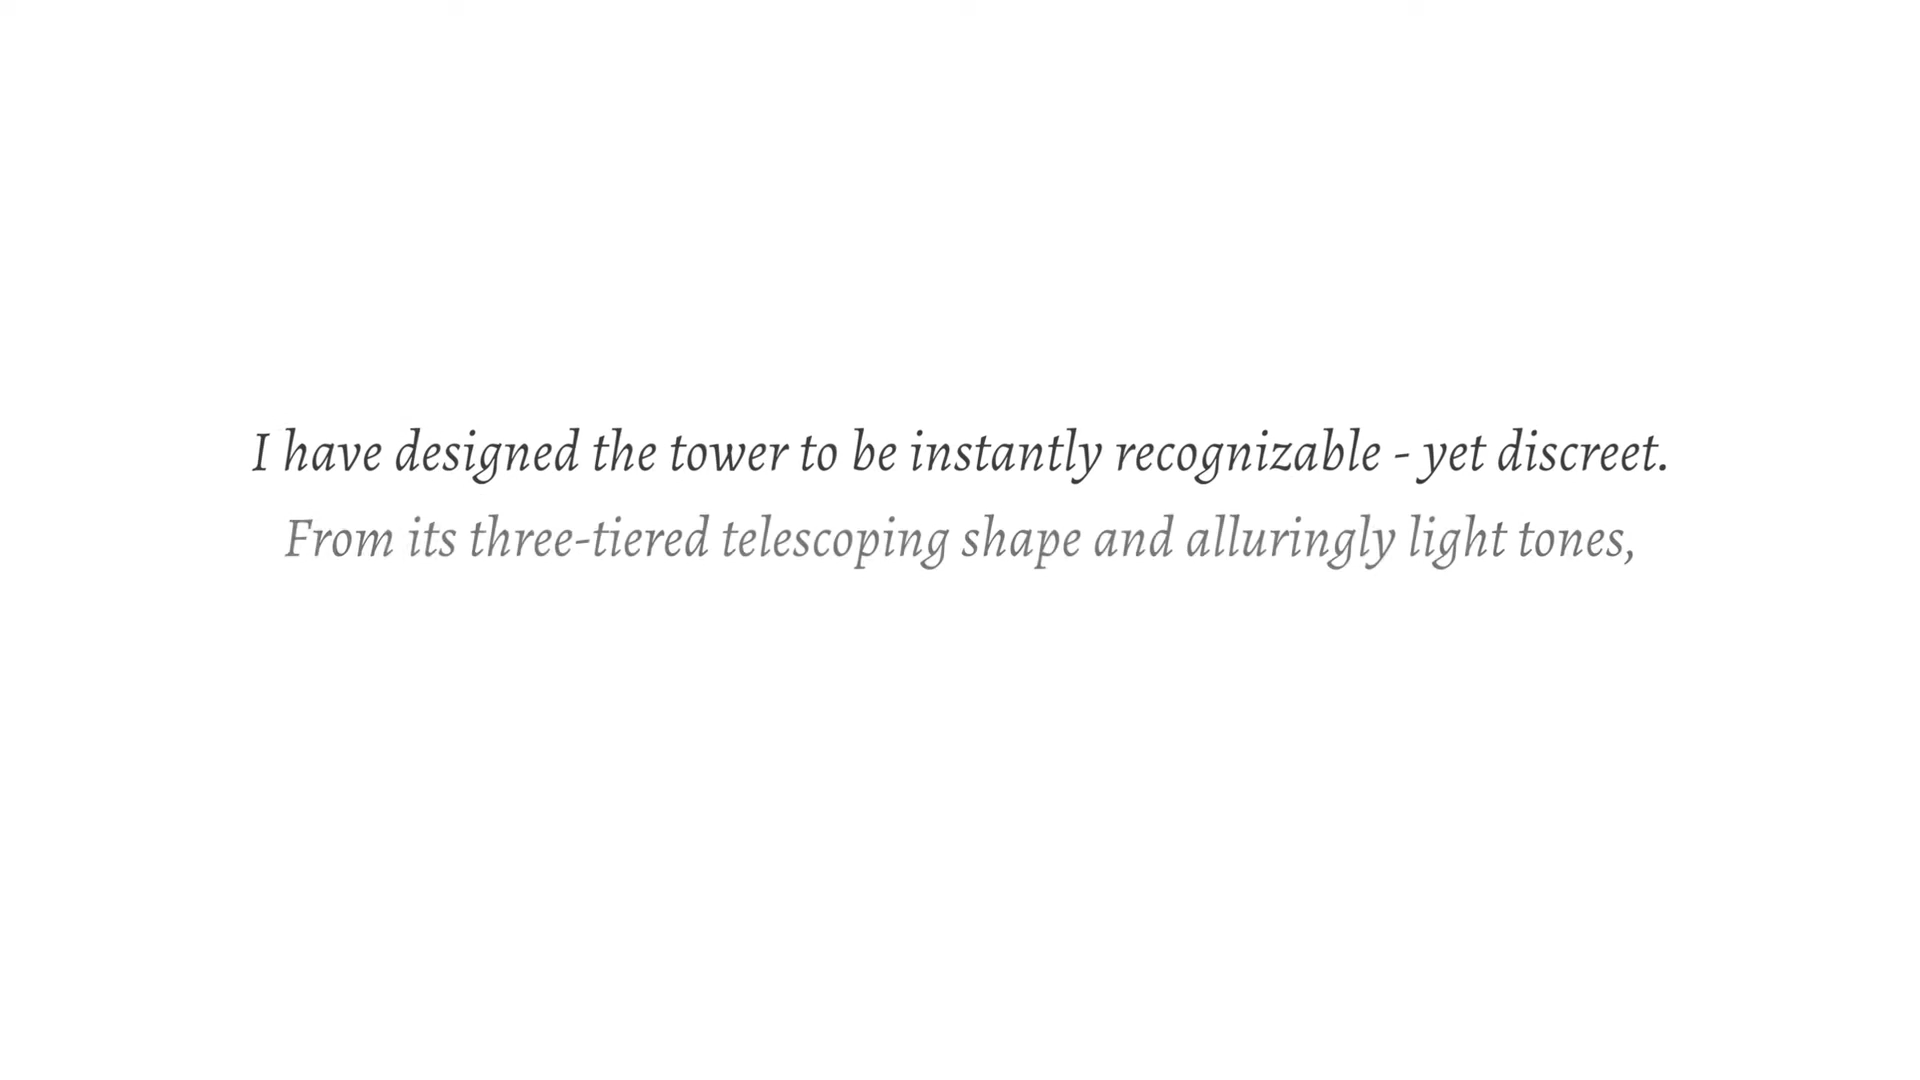 I have designed the tower to be instantly recognizable - yet discreet.
From its three-tiered telescoping shape and alluringly light tones,